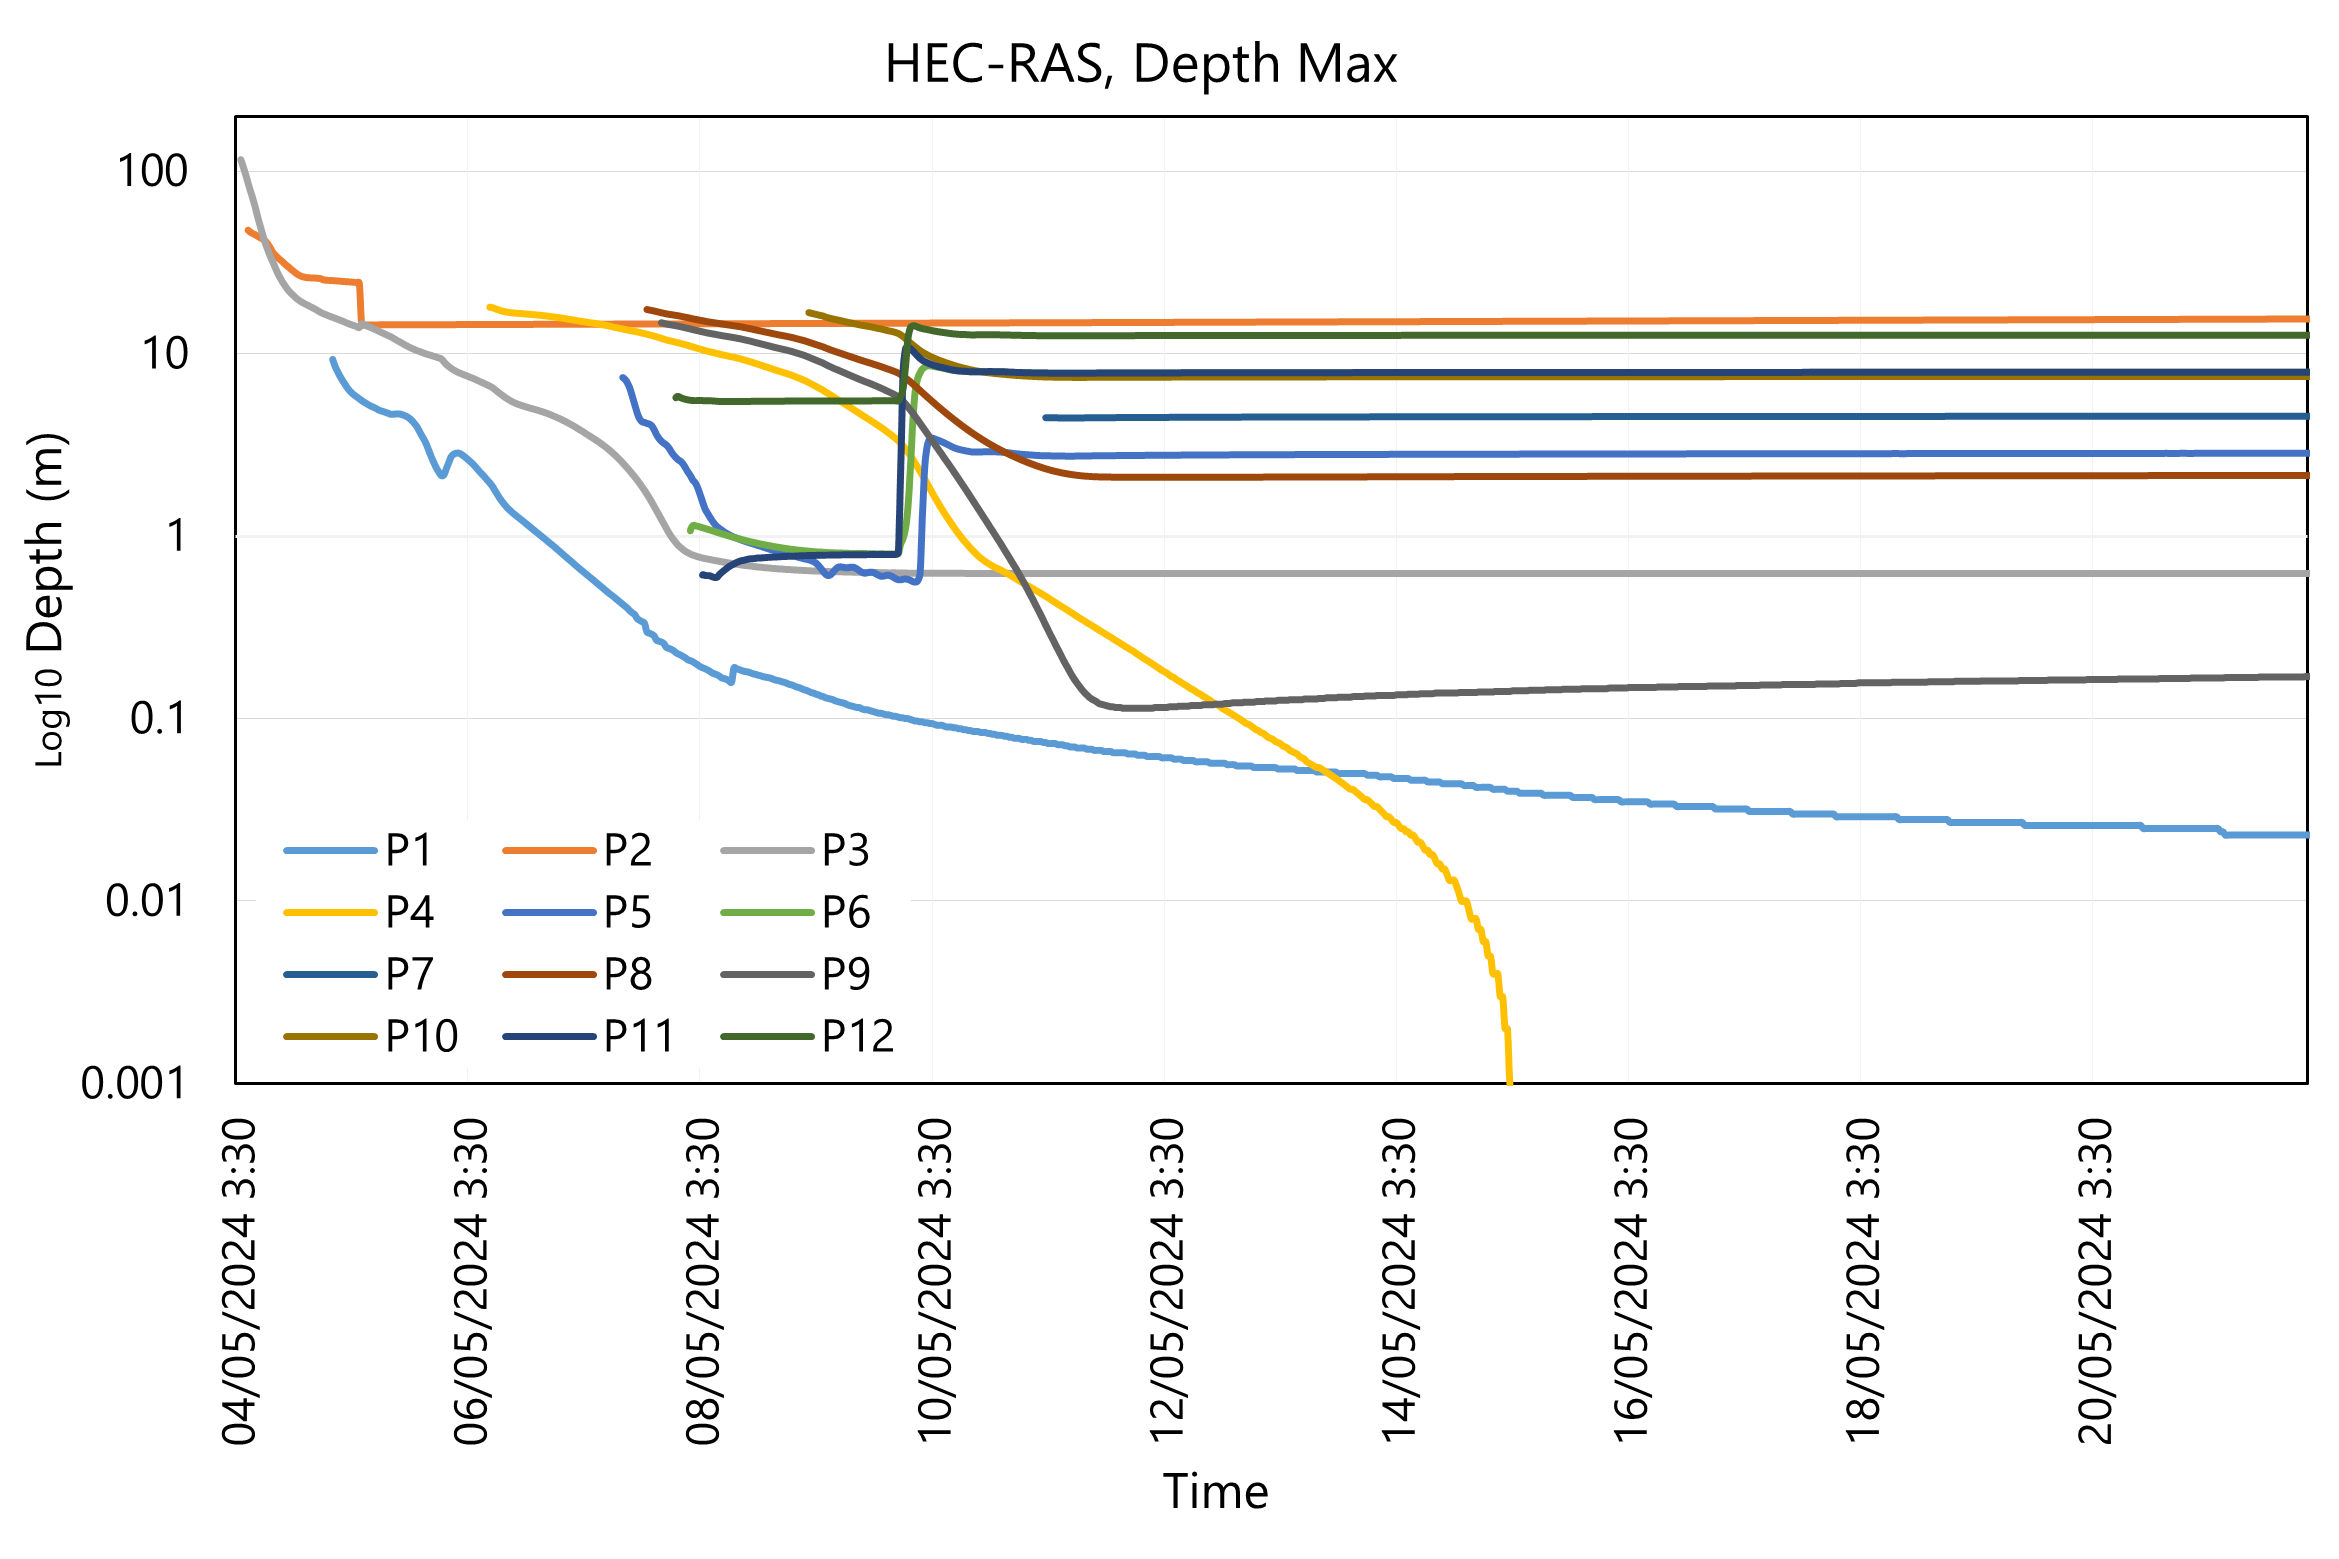 HEC-RAS, Depth Max
Log10 Depth (m)
100
10
1
0.1
0.01
0.001
P1 P2 P3
P4 P5 P6
P7 P8 P9
P10 P11 P12
04/05/2024 3:30
06/05/2024 3:30
08/05/2024 3:30
10/05/2024 3:30
12/05/2024 3:30
14/05/2024 3:30
16/05/2024 3:30
18/05/2024 3:30
20/05/2024 3:30
Time